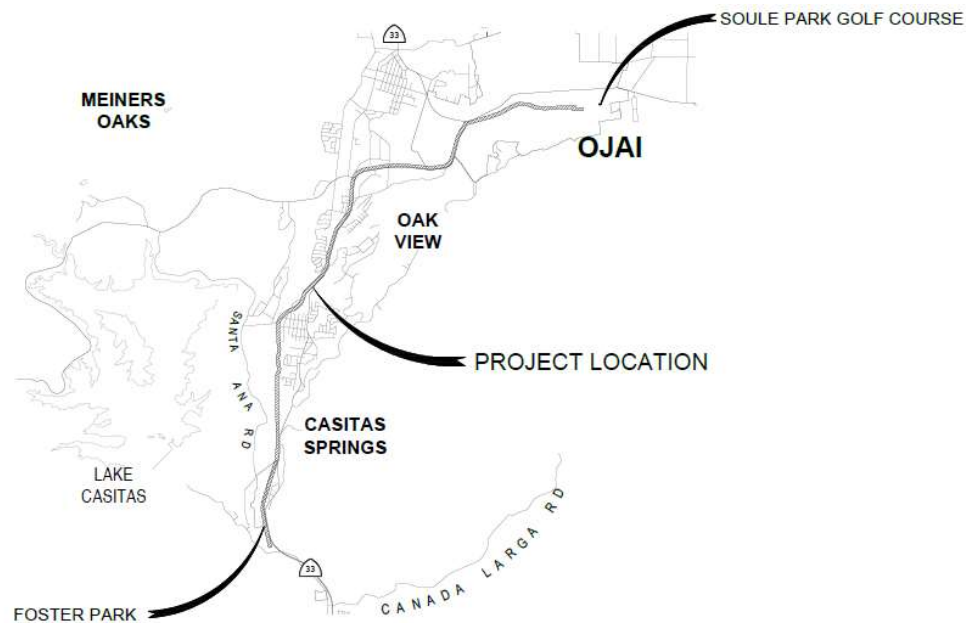 SOULE PARK GOLF COURSE
33
MEINERS
OAKS
OJAI
OAK
VIEW
SANTA ANA RD
PROJECT LOCATION
CASITAS
SPRINGS
LAKE
CASITAS
CANADA LARGA RD
33
FOSTER PARK